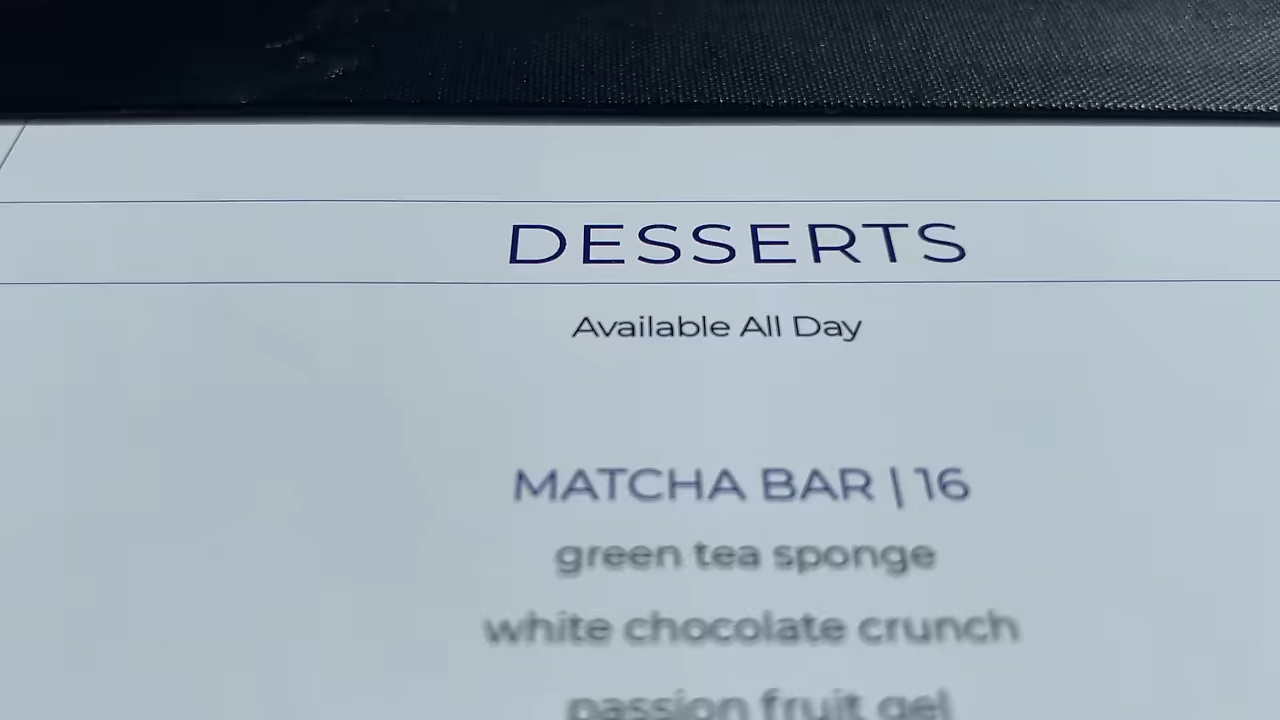 DESSERTS
Available All Day
MATCHA BAR | 16
green tea sponge
white chocolate crunch
passion fruit gel